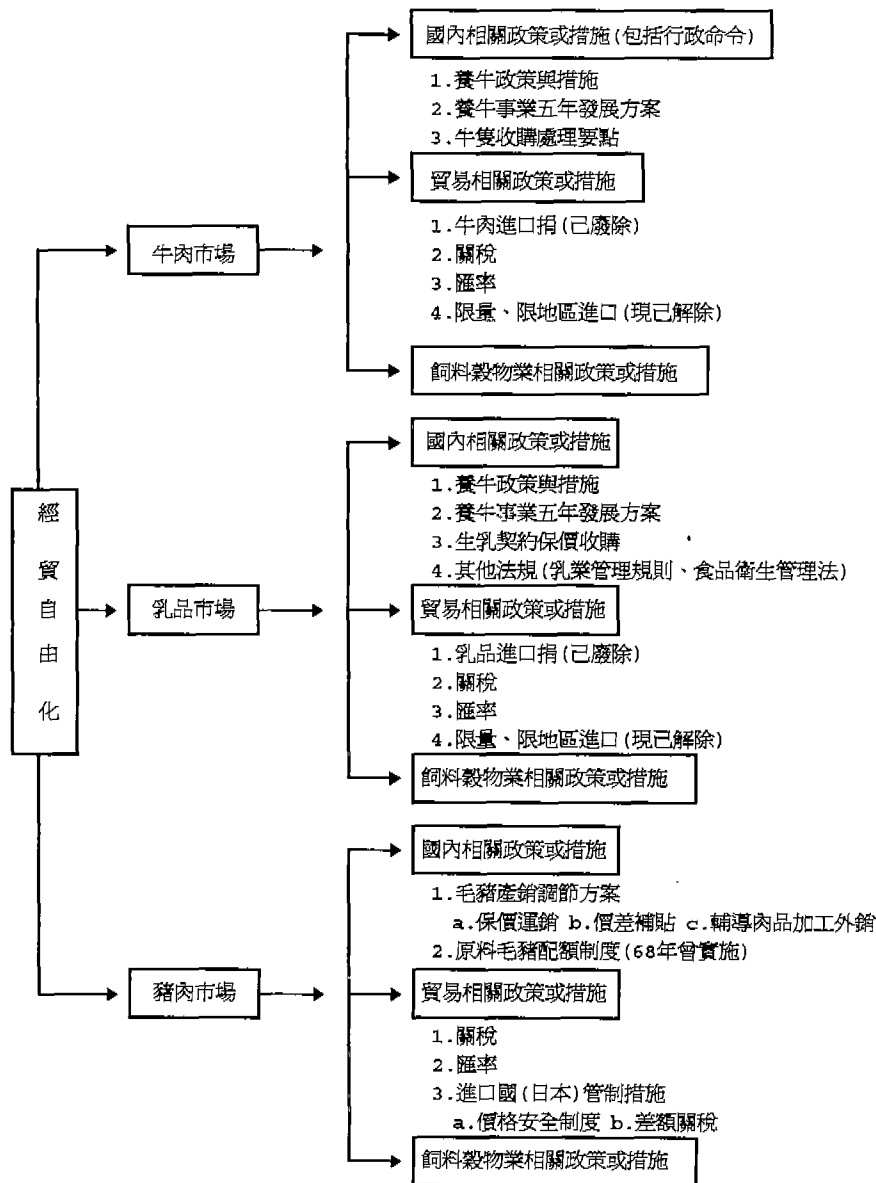 國內相關政策或措施(包括行政命令)
1.養牛政策與措施
2.養牛事業五年發展方案
3.牛隻收購處理要點
貿易相關政策或措施
1.牛肉進口捐(己廢除)
2.關稅
3.匯率
4.限量、限地區進口(現己解除)
飼料穀物業相關政策或措施
牛肉市場
經貿自由化
國內相關政策或措施
1.養牛政策與措施
2.養牛事業五年發展方案
3.生乳契約保價收購
4.其他法規(乳業管理規則、食品衛生管理法)
乳品市場
貿易相關政策或措施
1.乳品進口捐(己廢除)
2.關稅
3.匯率
4.限量、限地區進口(現己解除)
飼料穀物業相關政策或措施
國內相關政策或措施
1.毛豬產銷調節方案
a.保價運銷 b.價差補貼 c.輔導肉品加工外銷
2.原料毛豬配額制度(68年曾實施)
豬肉市場
貿易相關政策或措施
1.關稅
2.匯率
3.進口國(日本)管制措施
a.價格安全制度 b.差額關稅
飼料穀物業相關政策或措施